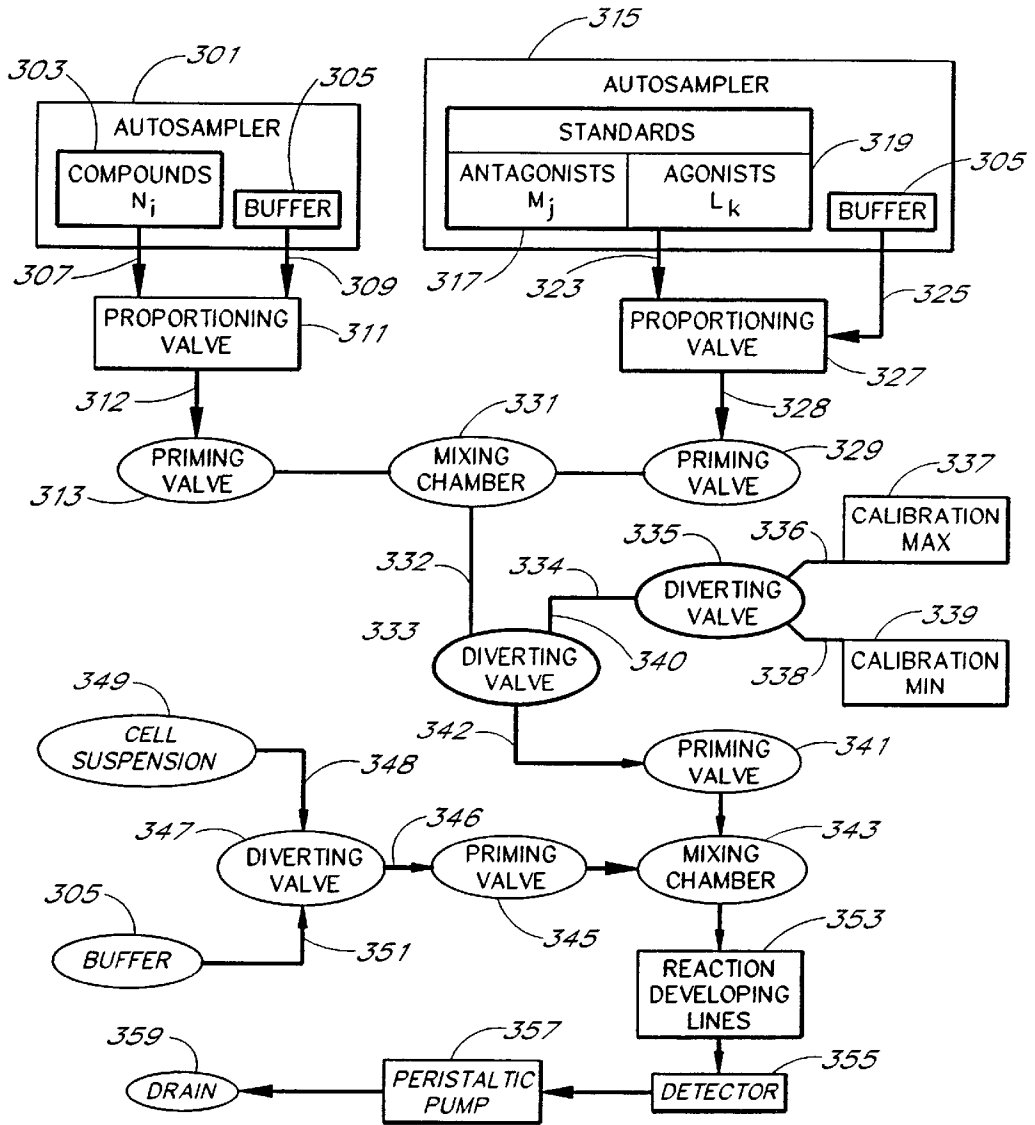 315
303
301
305
AUTOSAMPLER
AUTOSAMPLER
STANDARDS
319
305
COMPOUNDS
Ni
BUFFER
ANTAGONISTS
Mj
AGONISTS
Lk
BUFFER
307
309
317
323
325
PROPORTIONING
VALVE
311
PROPORTIONING
VALVE
327
312
328
331
329
337
PRIMING
VALVE
MIXING
CHAMBER
PRIMING
VALVE
313
335
336
CALIBRATION
MAX
332
334
DIVERTING
VALVE
333
339
DIVERTING
VALVE
340
338
CALIBRATION
MIN
349
CELL
SUSPENSION
342
PRIMING
VALVE
341
348
347
346
343
DIVERTING
VALVE
PRIMING
VALVE
MIXING
CHAMBER
305
351
345
353
BUFFER
REACTION
DEVELOPING
LINES
359
357
355
DRAIN
PERISTALTIC
PUMP
DETECTOR